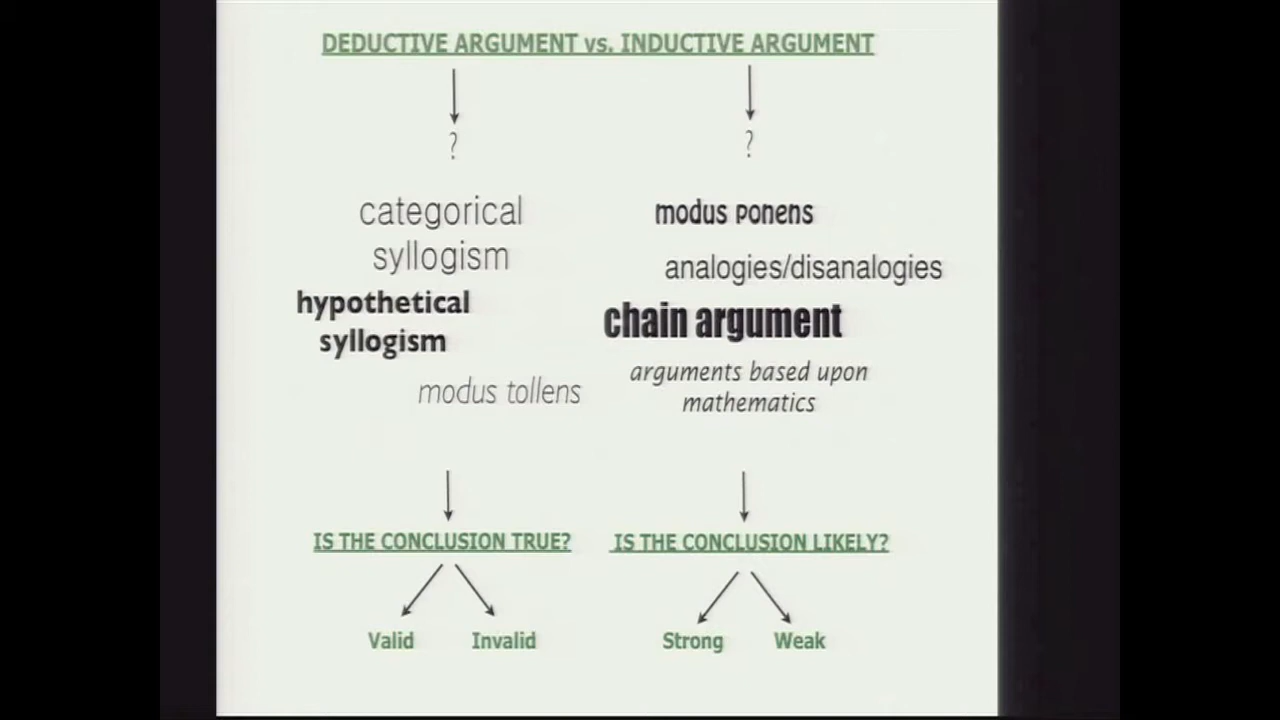 DEDUCTIVE ARGUMENT vs. INDUCTIVE ARGUMENT
?
?
categorical
syllogism
hypothetical
syllogism
modus tollens
modus ponens
analogies/disanalogies
chain argument
arguments based upon
mathematics
IS THE CONCLUSION TRUE?
IS THE CONCLUSION LIKELY?
Valid
Invalid
Strong
Weak